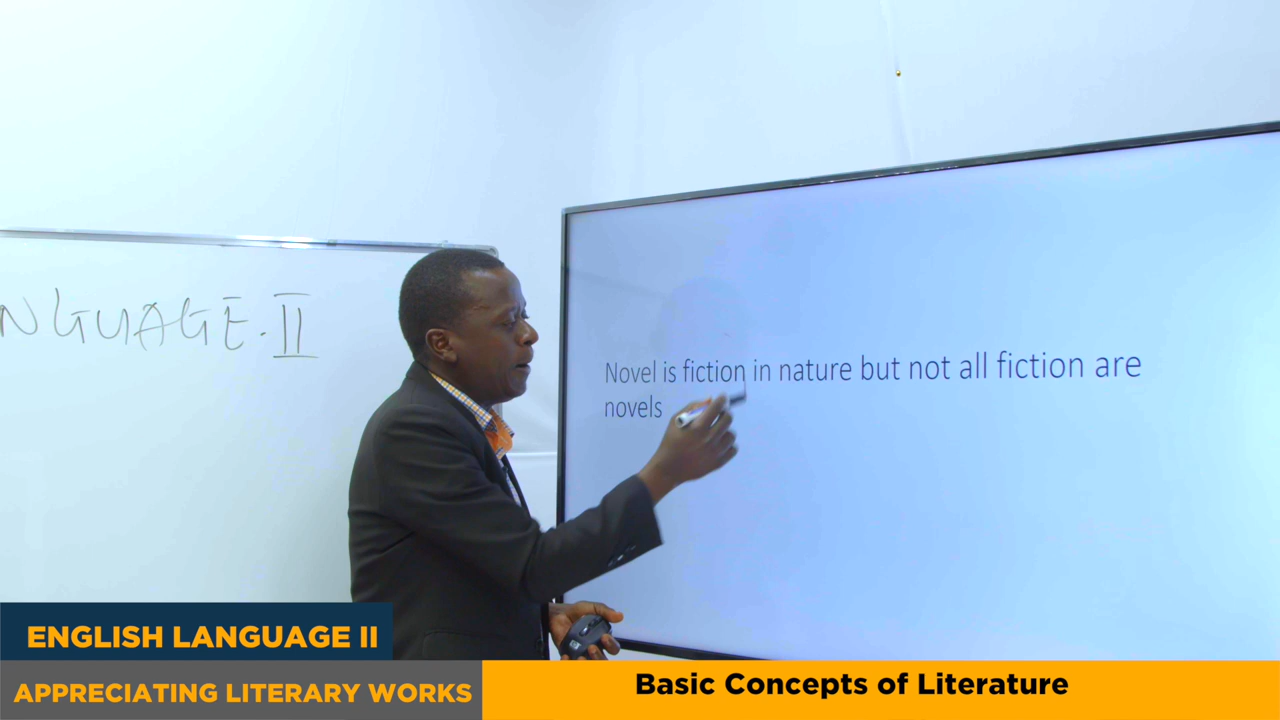 NGUAGE. II
Novel is fiction in nature but not all fiction are
novels
ENGLISH LANGUAGE II
APPRECIATING LITERARY WORKS
Basic Concepts of Literature